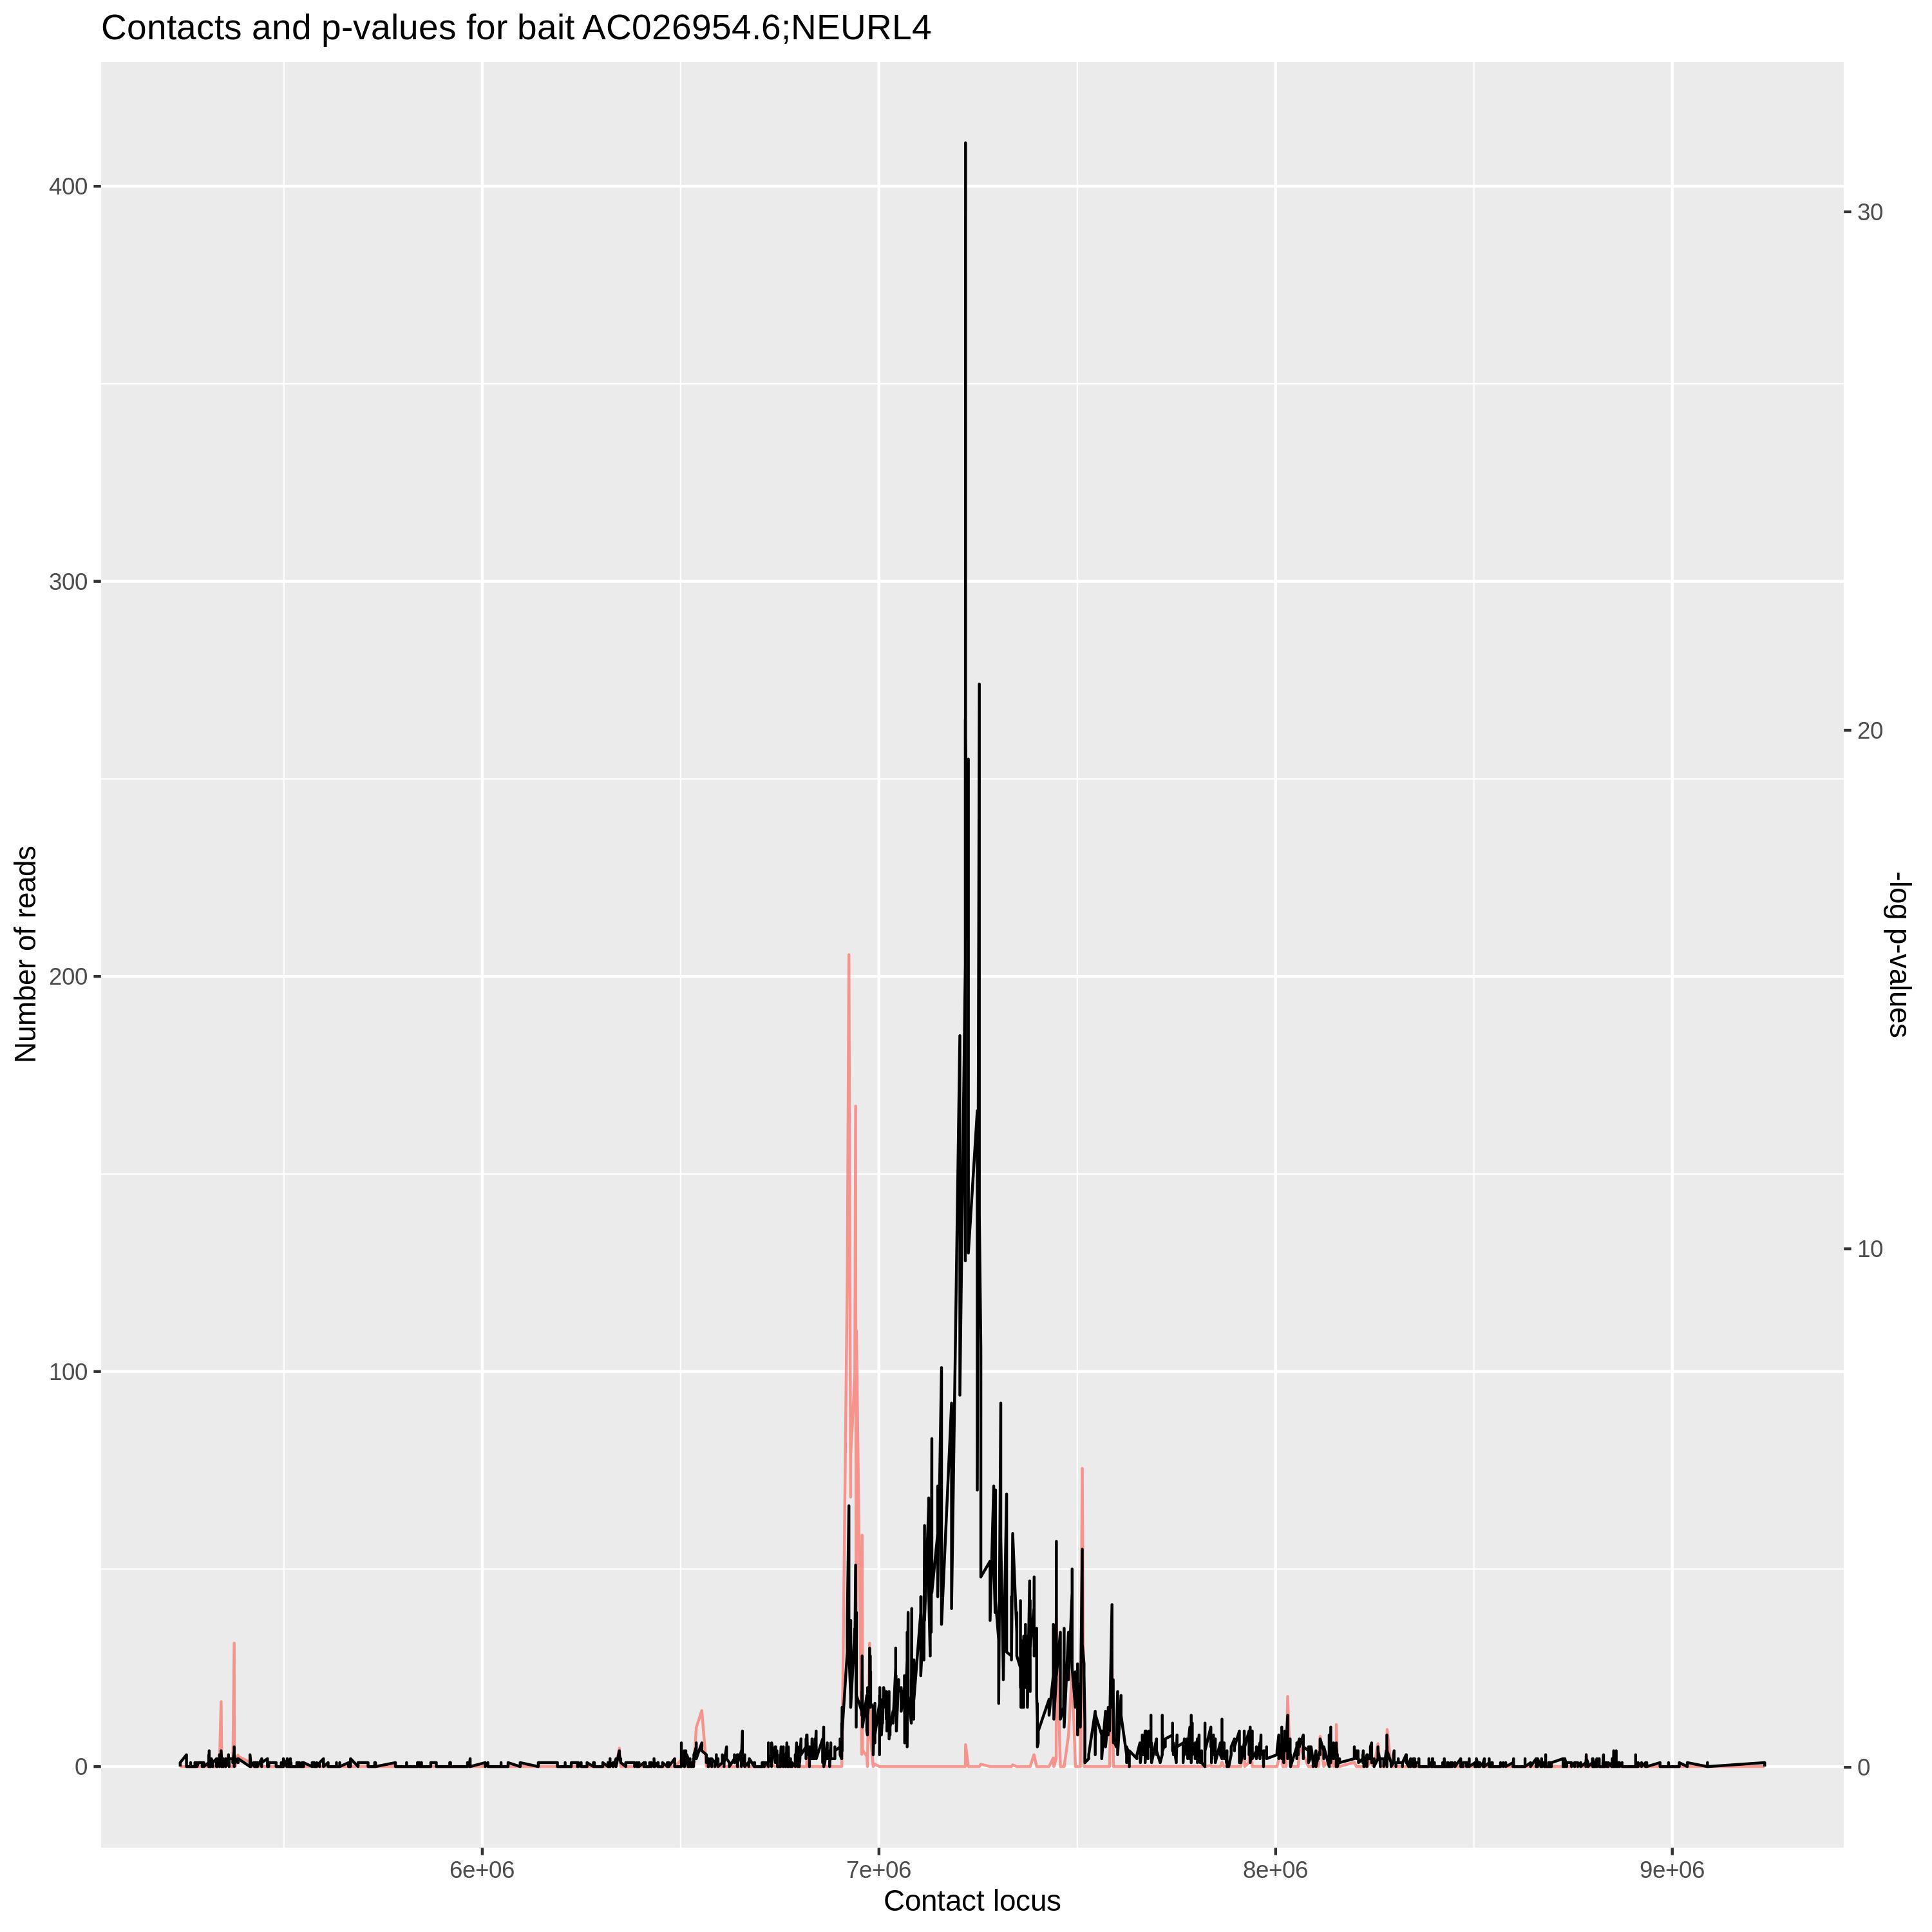 Contacts and p-values for bait AC026954.6;NEURL4
400
300
200
100
0
30
20
10
0
Number of reads
-log p-values
6e+06
7e+06
8e+06
9e+06
Contact locus